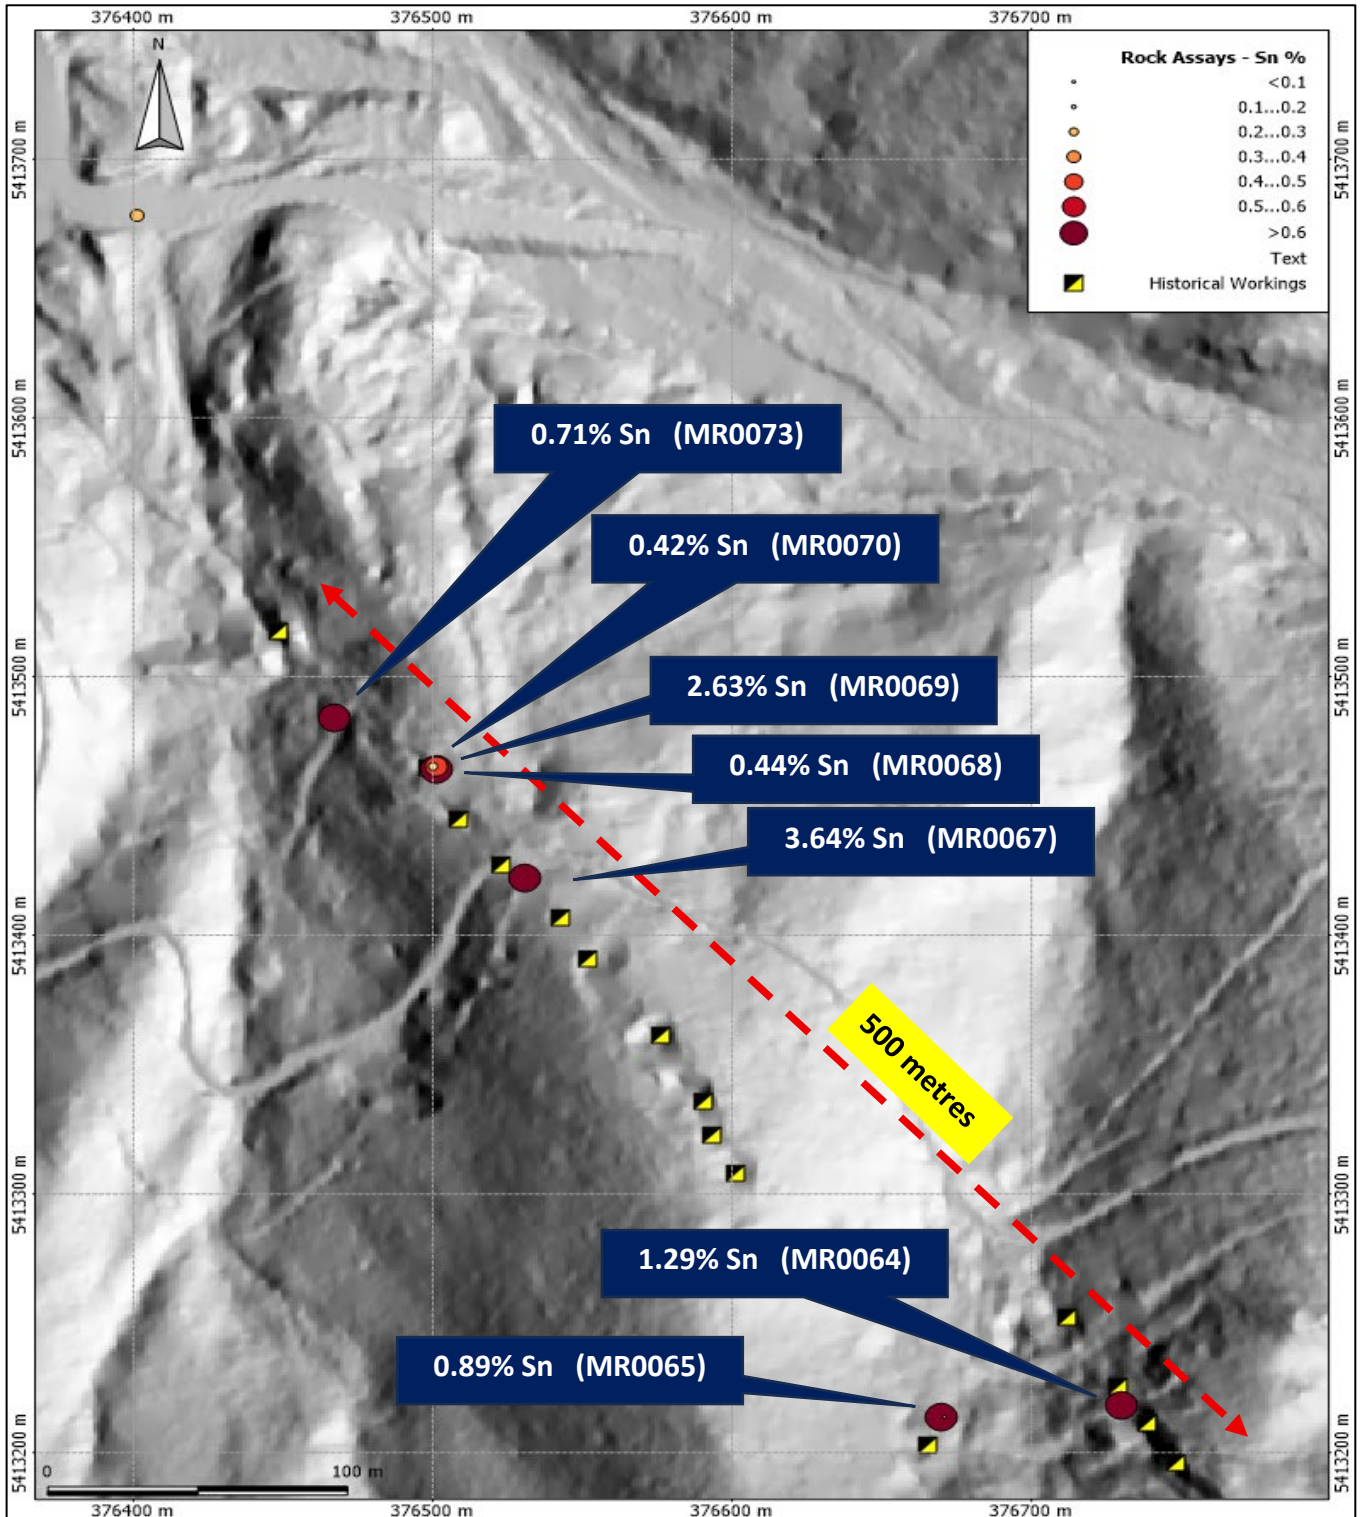 376400 m
376500 m
376600 m
376700 m
N
Rock Assays - Sn %
<0.1
0.1...0.2
0.2...0.3
0.3...0.4
0.4...0.5
0.5...0.6
>0.6
Text
Historical Workings
5413700 m
5413700 m
5413600 m
5413600 m
0.71% Sn (MR0073)
0.42% Sn (MR0070)
5413500 m
5413500 m
2.63% Sn (MR0069)
0.44% Sn (MR0068)
3.64% Sn (MR0067)
5413400 m
5413400 m
500 metres
5413300 m
5413300 m
1.29% Sn (MR0064)
0.89% Sn (MR0065)
5413200 m
5413200 m
0
100 m
376400 m
376500 m
376600 m
376700 m